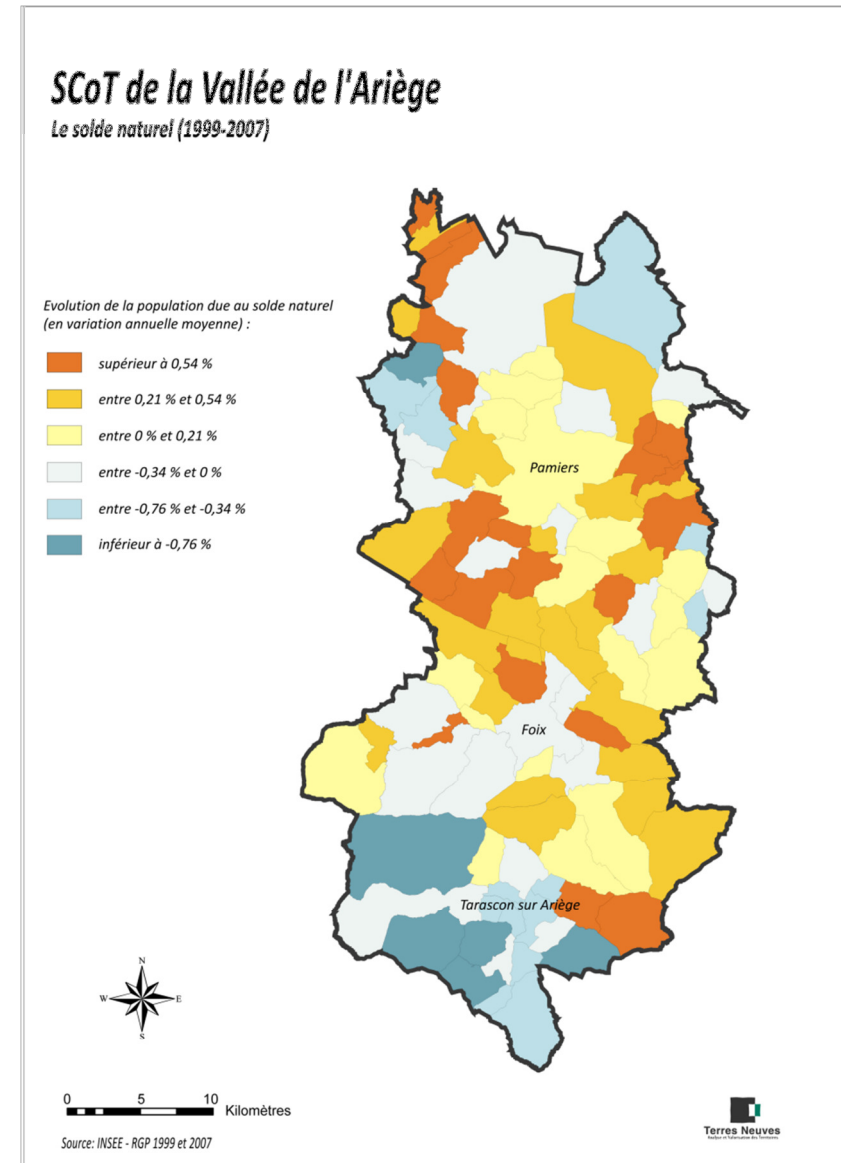 SCoT de la Vallée de l'Ariège
Le solde naturel (1999-2007)
Evolution de la population due au solde naturel
(en variation annuelle moyenne) :
supérieur à 0,54 %
entre 0,21 % et 0,54 %
entre 0 % et 0,21 %
entre -0,34 % et 0 %
entre -0,76 % et -0,34 %
inférieur à -0,76 %
Pamiers
Foix
Tarascon sur Ariège
N
W
E
S
0 5 10 Kilomètres
Source: INSEE - RGP 1999 et 2007
Terres Neuves